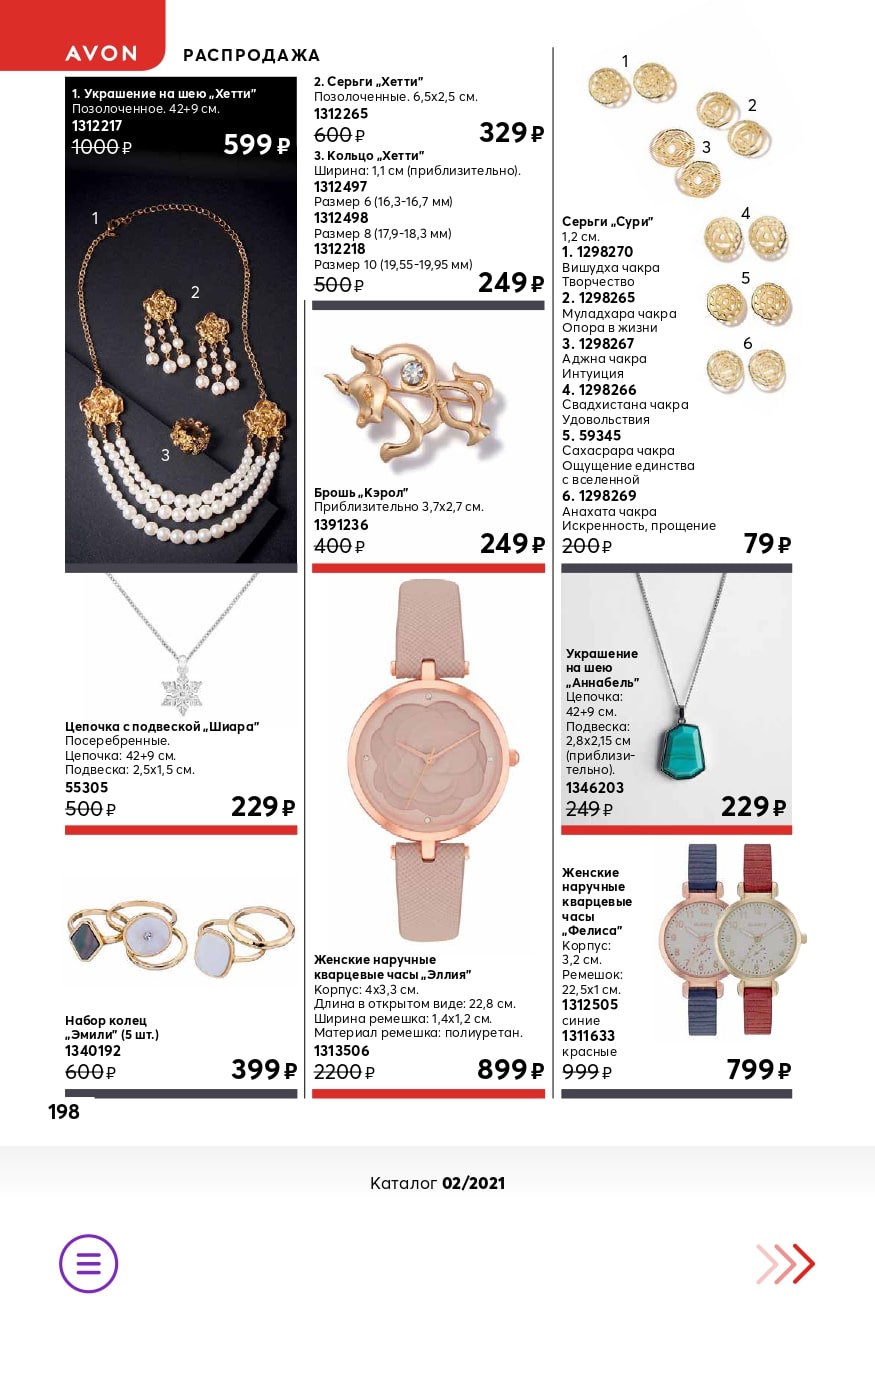 AVON
РАСПРОДАЖА
1. Украшение на шею „Хетти”
Позолоченное. 42+9 см.
1312217
1000 ₽
599 ₽
1
2
3
2. Серьги „Хетти”
Позолоченные. 6,5х2,5 см.
1312265
600 ₽
329 ₽
3. Кольцо „Хетти”
Ширина: 1,1 см (приблизительно).
1312497
Размер 6 (16,3-16,7 мм)
1312498
Размер 8 (17,9-18,3 мм)
1312218
Размер 10 (19,55-19,95 мм)
500 ₽
249 ₽
Брошь „Кэрол”
Приблизительно 3,7х2,7 см.
1391236
400 ₽
249 ₽
1
2
3
4
5
6
Серьги „Сури”
1,2 см.
1. 1298270
Вишудха чакра
Творчество
2. 1298265
Муладхара чакра
Опора в жизни
3. 1298267
Аджна чакра
Интуиция
4. 1298266
Свадхистана чакра
Удовольствия
5. 59345
Сахасрара чакра
Ощущение единства
с вселенной
6. 1298269
Анахата чакра
Искренность, прощение
200 ₽
79 ₽
Цепочка с подвеской „Шиара”
Посеребренные.
Цепочка: 42+9 см.
Подвеска: 2,5х1,5 см.
55305
500 ₽
229 ₽
Набор колец
„Эмили” (5 шт.)
1340192
600 ₽
399 ₽
Женские наручные
кварцевые часы „Эллия”
Корпус: 4х3,3 см.
Длина в открытом виде: 22,8 см.
Ширина ремешка: 1,4х1,2 см.
Материал ремешка: полиуретан.
1313506
2200 ₽
899 ₽
Украшение
на шею
„Аннабель”
Цепочка:
42+9 см.
Подвеска:
2,8х2,15 см
(приблизи-
тельно).
1346203
249 ₽
229 ₽
Женские
наручные
кварцевые
часы
„Фелиса”
Корпус:
3,2 см.
Ремешок:
22,5х1 см.
1312505
синие
1311633
красные
999 ₽
799 ₽
198
Каталог 02/2021